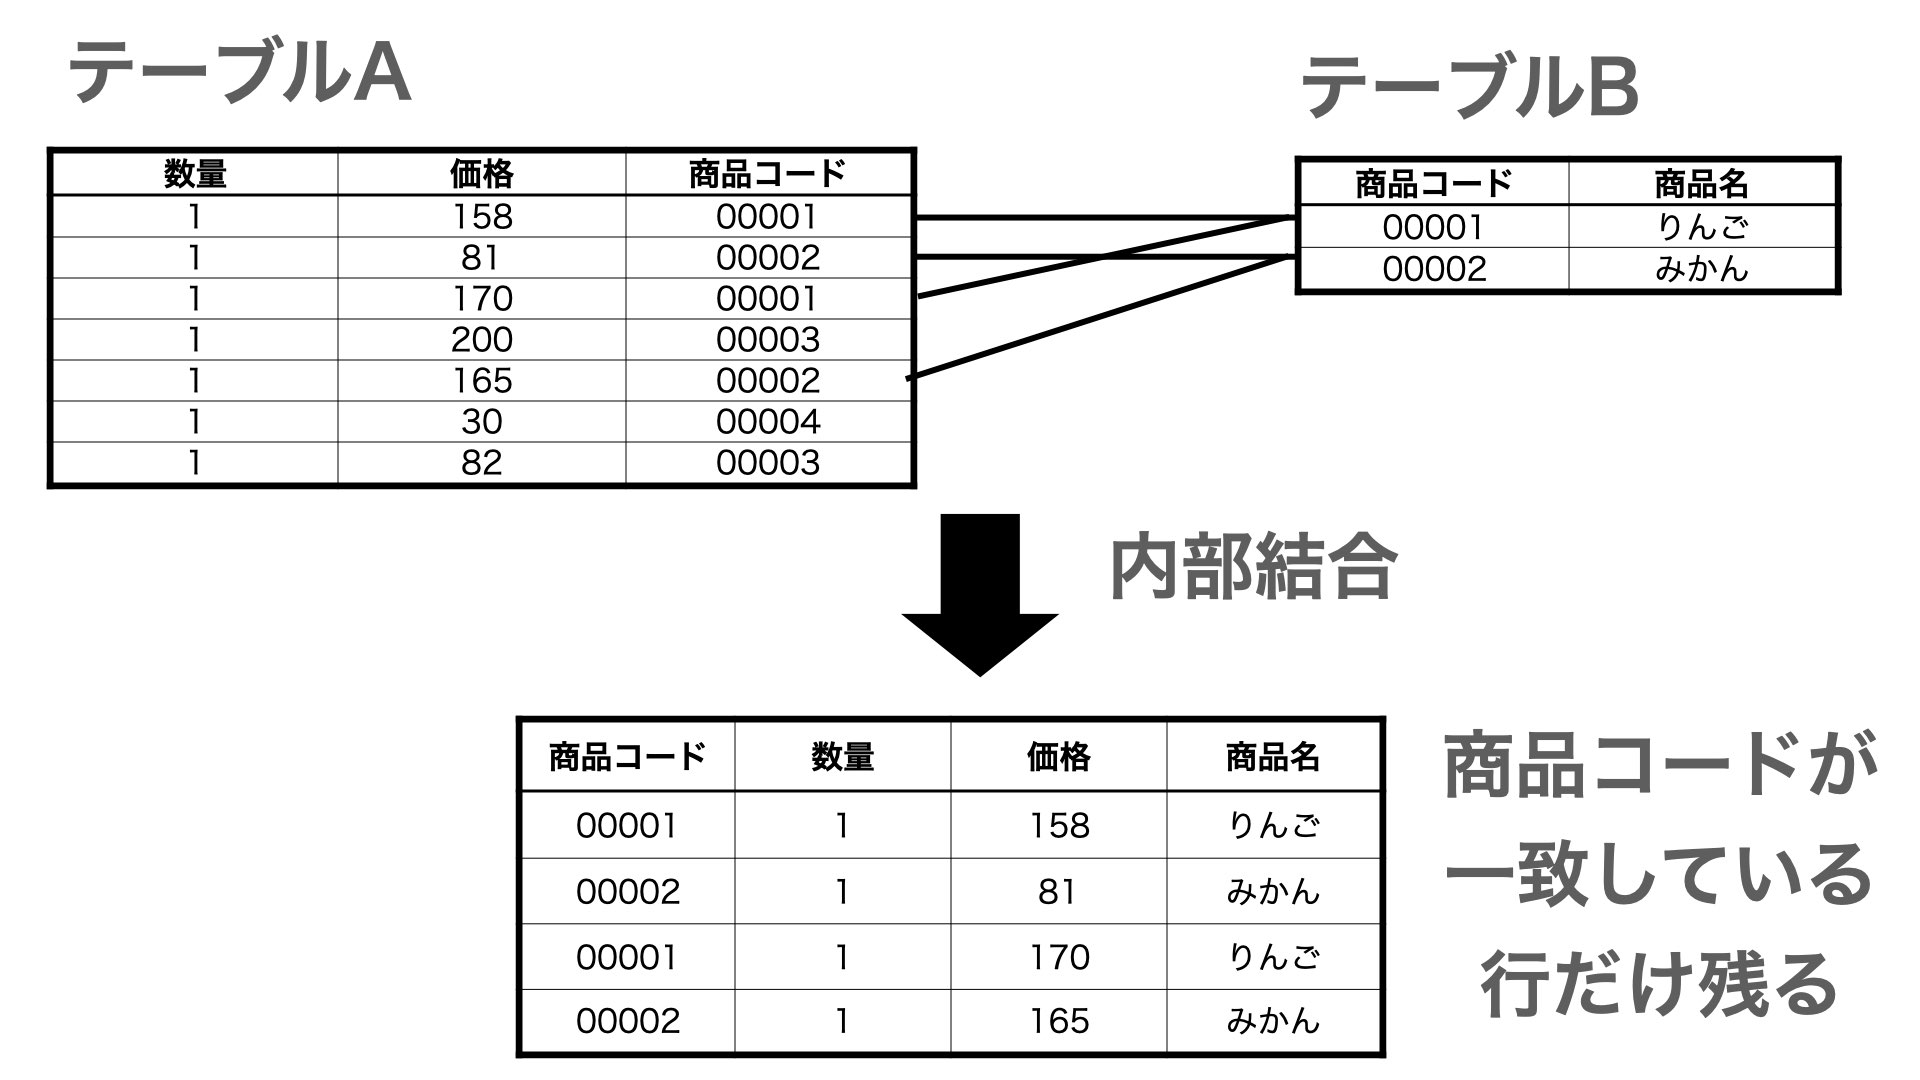 テーブルA
数量 価格 商品コード
1 158 00001
1 81 00002
1 170 00001
1 200 00003
1 165 00002
1 30 00004
1 82 00003
テーブルB
商品コード 商品名
00001 りんご
00002 みかん
内部結合
商品コード 数量 価格 商品名
00001 1 158 りんご
00002 1 81 みかん
00001 1 170 りんご
00002 1 165 みかん
商品コードが
一致している
行だけ残る